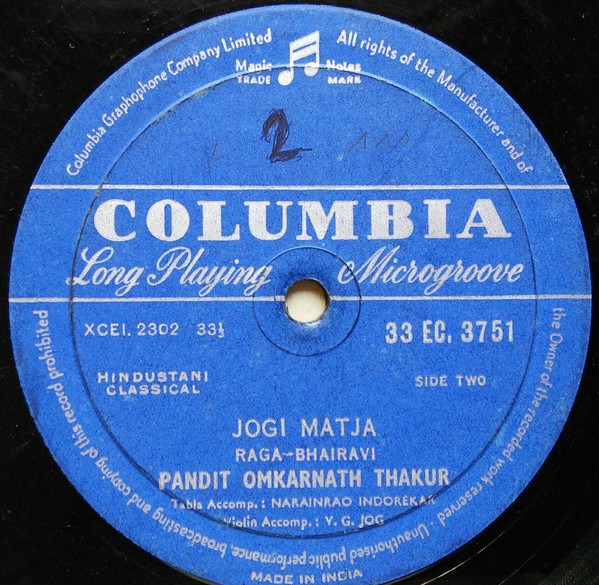 Columbia Graphophone Company Limited
Magic Notes
TRADE MARK
All rights of the Manufacturer and of
the Owner of the recorded work reserved - Unauthorised public performance, broadcasting and copying of this record prohibited
2
COLUMBIA
Long Playing Microgroove
XCEI. 2302 33⅓
33 EC. 3751
HINDUSTANI
CLASSICAL
SIDE TWO
JOGI MATJA
RAGA-BHAIRAVI
PANDIT OMKARNATH THAKUR
Tabla Accomp.: NARAINRAO INDOREKAR
Violin Accomp.: V. G. JOG
MADE IN INDIA